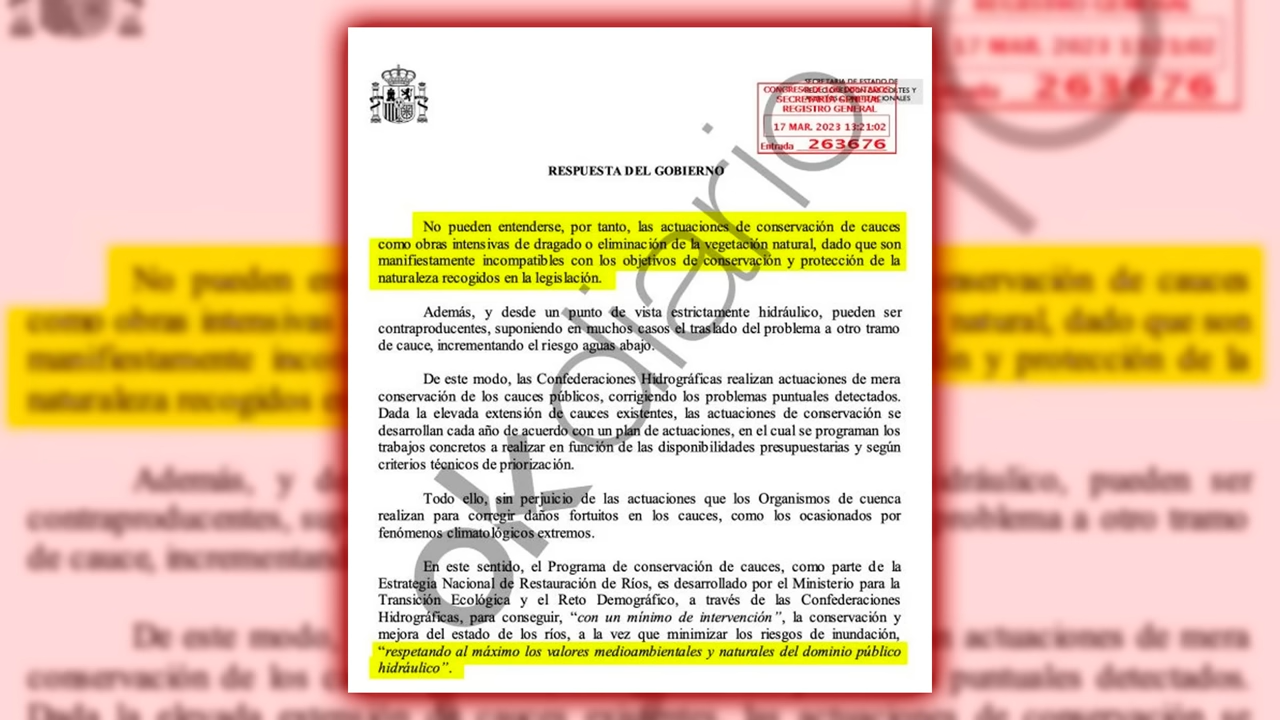 SECRETARIA DE ESTADO DE
CONGRESO DE LOS DIPUTADOS
SECRETARIA GENERAL
REGISTRO GENERAL
17 MAR. 2023 13:21:02
Entrada 263676
RESPUESTA DEL GOBIERNO
No pueden entenderse, por tanto, las actuaciones de conservación de cauces
como obras intensivas de dragado o eliminación de la vegetación natural, dado que son
manifiestamente incompatibles con los objetivos de conservación y protección de la
naturaleza recogidos en la legislación.
Además, y desde un punto de vista estrictamente hidráulico, pueden ser
contraproducentes, suponiendo en muchos casos el traslado del problema a otro tramo
de cauce, incrementando el riesgo aguas abajo.
De este modo, las Confederaciones Hidrográficas realizan actuaciones de mera
conservación de los cauces públicos, corrigiendo los problemas puntuales detectados.
Dada la elevada extensión de cauces existentes, las actuaciones de conservación se
desarrollan cada año de acuerdo con un plan de actuaciones, en el cual se programan los
trabajos concretos a realizar en función de las disponibilidades presupuestarias y según
criterios técnicos de priorización.
Todo ello, sin perjuicio de las actuaciones que los Organismos de cuenca
realizan para corregir daños fortuitos en los cauces, como los ocasionados por
fenómenos climatológicos extremos.
En este sentido, el Programa de conservación de cauces, como parte de la
Estrategia Nacional de Restauración de Ríos, es desarrollado por el Ministerio para la
Transición Ecológica y el Reto Demográfico, a través de las Confederaciones
Hidrográficas, para conseguir, “con un mínimo de intervención”, la conservación y
mejora del estado de los ríos, a la vez que minimizar los riesgos de inundación,
“respetando al máximo los valores medioambientales y naturales del dominio público
hidráulico”.
okdiario